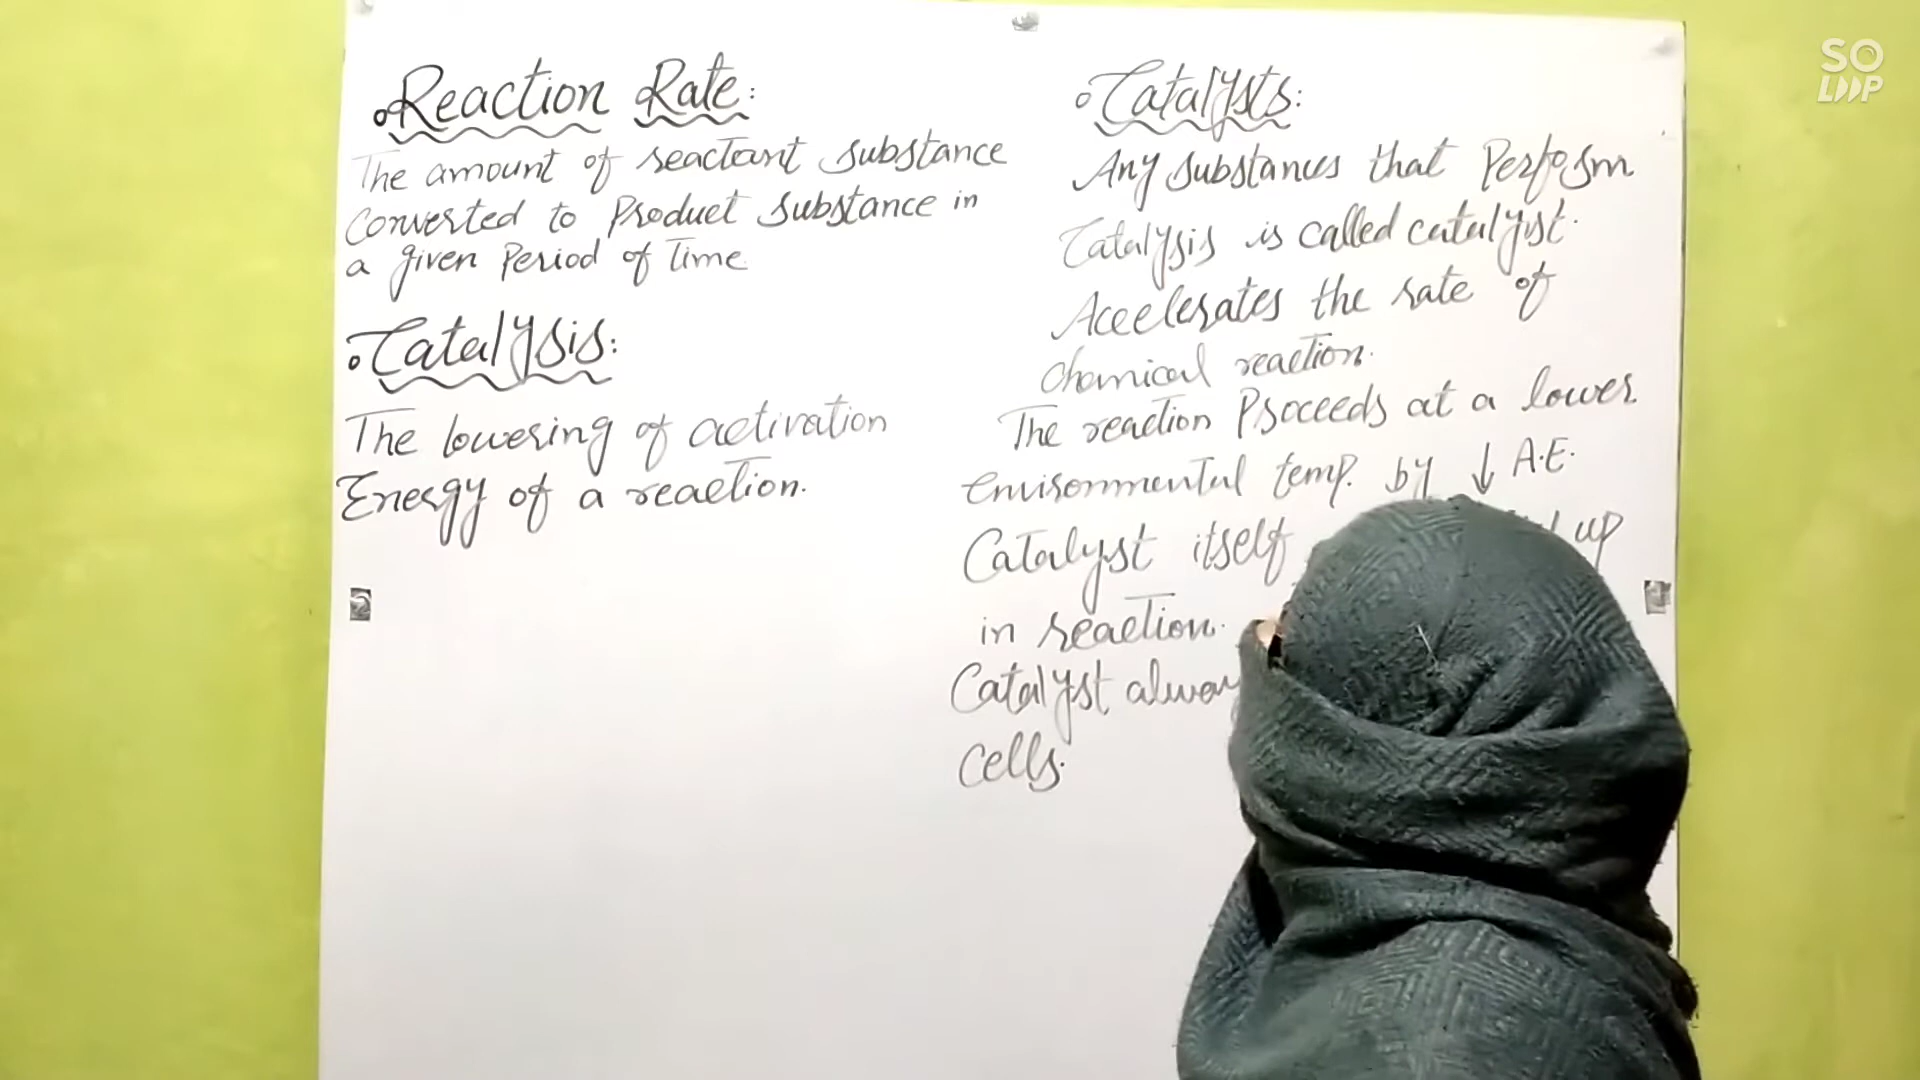 Reaction Rate:
The amount of reactant substance
converted to Product substance in
a given Period of Time
Catalysis:
The lowering of activation
Energy of a reaction.
Catalysts:
Any substances that Perform
Catalysis is called catalyst.
Accelerates the rate of
chemical reaction.
The reaction Proceeds at a lower
environmental temp. by ↓ A.E.
Catalyst itself up
in reaction.
Catalyst
cells.
SO
LOOP